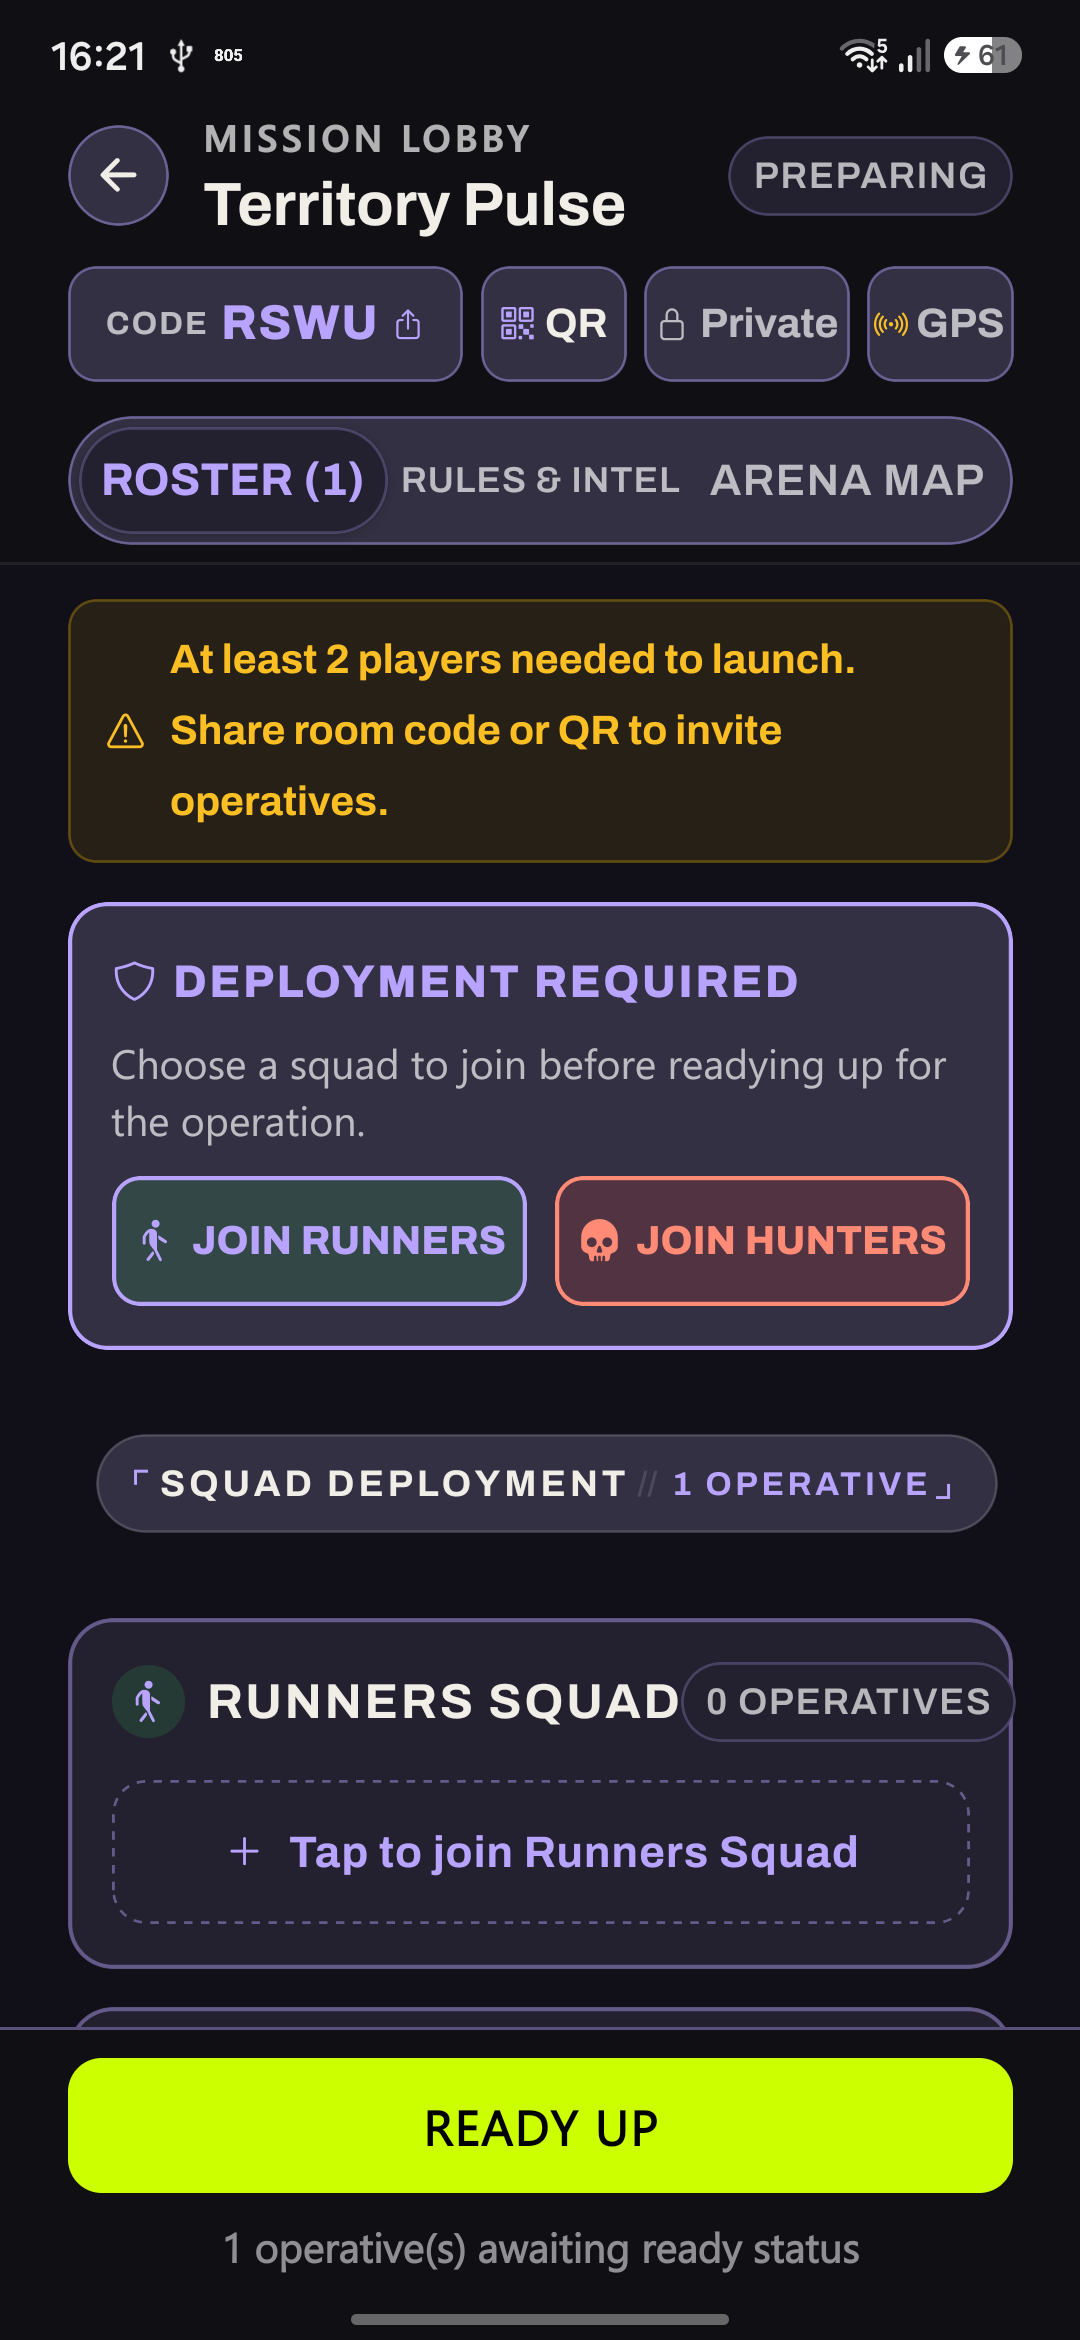 16:21 805 5 61
MISSION LOBBY
Territory Pulse
PREPARING
CODE RSWU QR Private GPS
ROSTER (1) RULES & INTEL ARENA MAP
At least 2 players needed to launch.
Share room code or QR to invite
operatives.
DEPLOYMENT REQUIRED
Choose a squad to join before readying up for
the operation.
JOIN RUNNERS JOIN HUNTERS
SQUAD DEPLOYMENT // 1 OPERATIVE
RUNNERS SQUAD 0 OPERATIVES
+ Tap to join Runners Squad
READY UP
1 operative(s) awaiting ready status